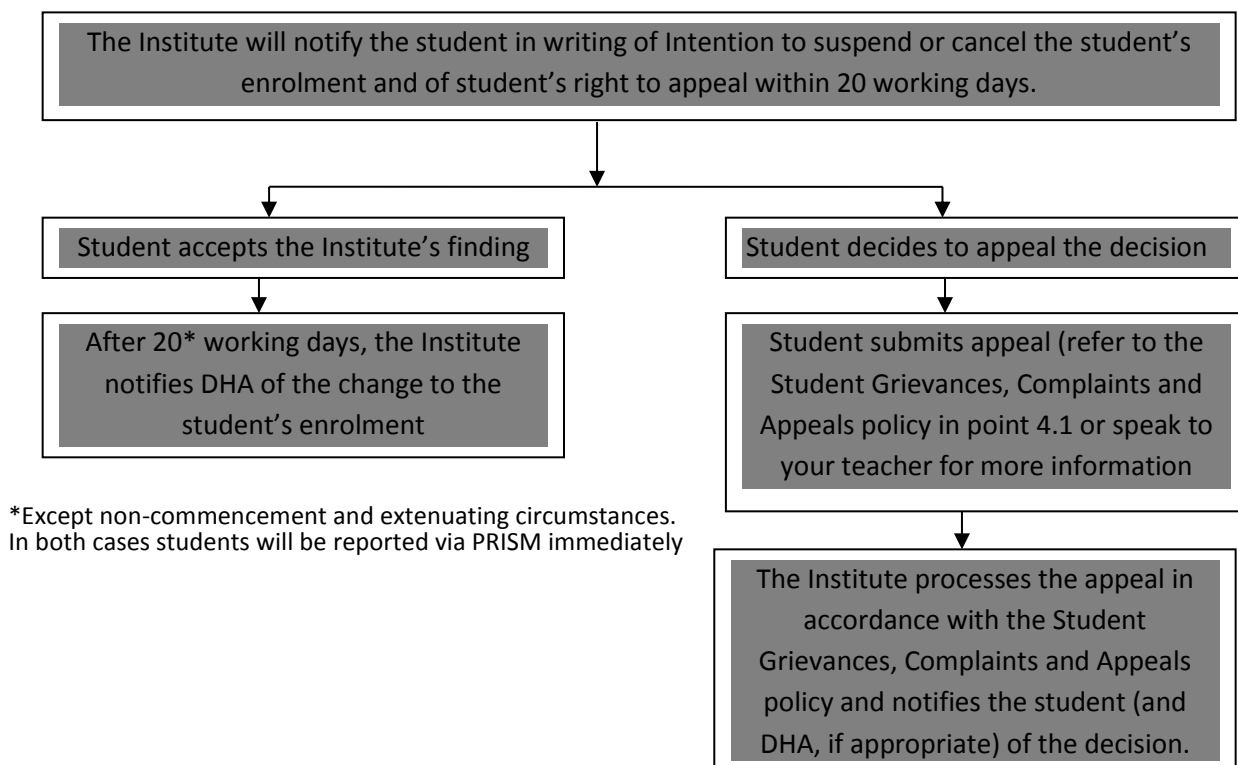 The Institute will notify the student in writing of Intention to suspend or cancel the student’s
enrolment and of student’s right to appeal within 20 working days.
Student accepts the Institute’s finding
After 20* working days, the Institute
notifies DHA of the change to the
student’s enrolment
*Except non-commencement and extenuating circumstances.
In both cases students will be reported via PRISM immediately
Student decides to appeal the decision
Student submits appeal (refer to the
Student Grievances, Complaints and
Appeals policy in point 4.1 or speak to
your teacher for more information
The Institute processes the appeal in
accordance with the Student
Grievances, Complaints and Appeals
policy and notifies the student (and
DHA, if appropriate) of the decision.